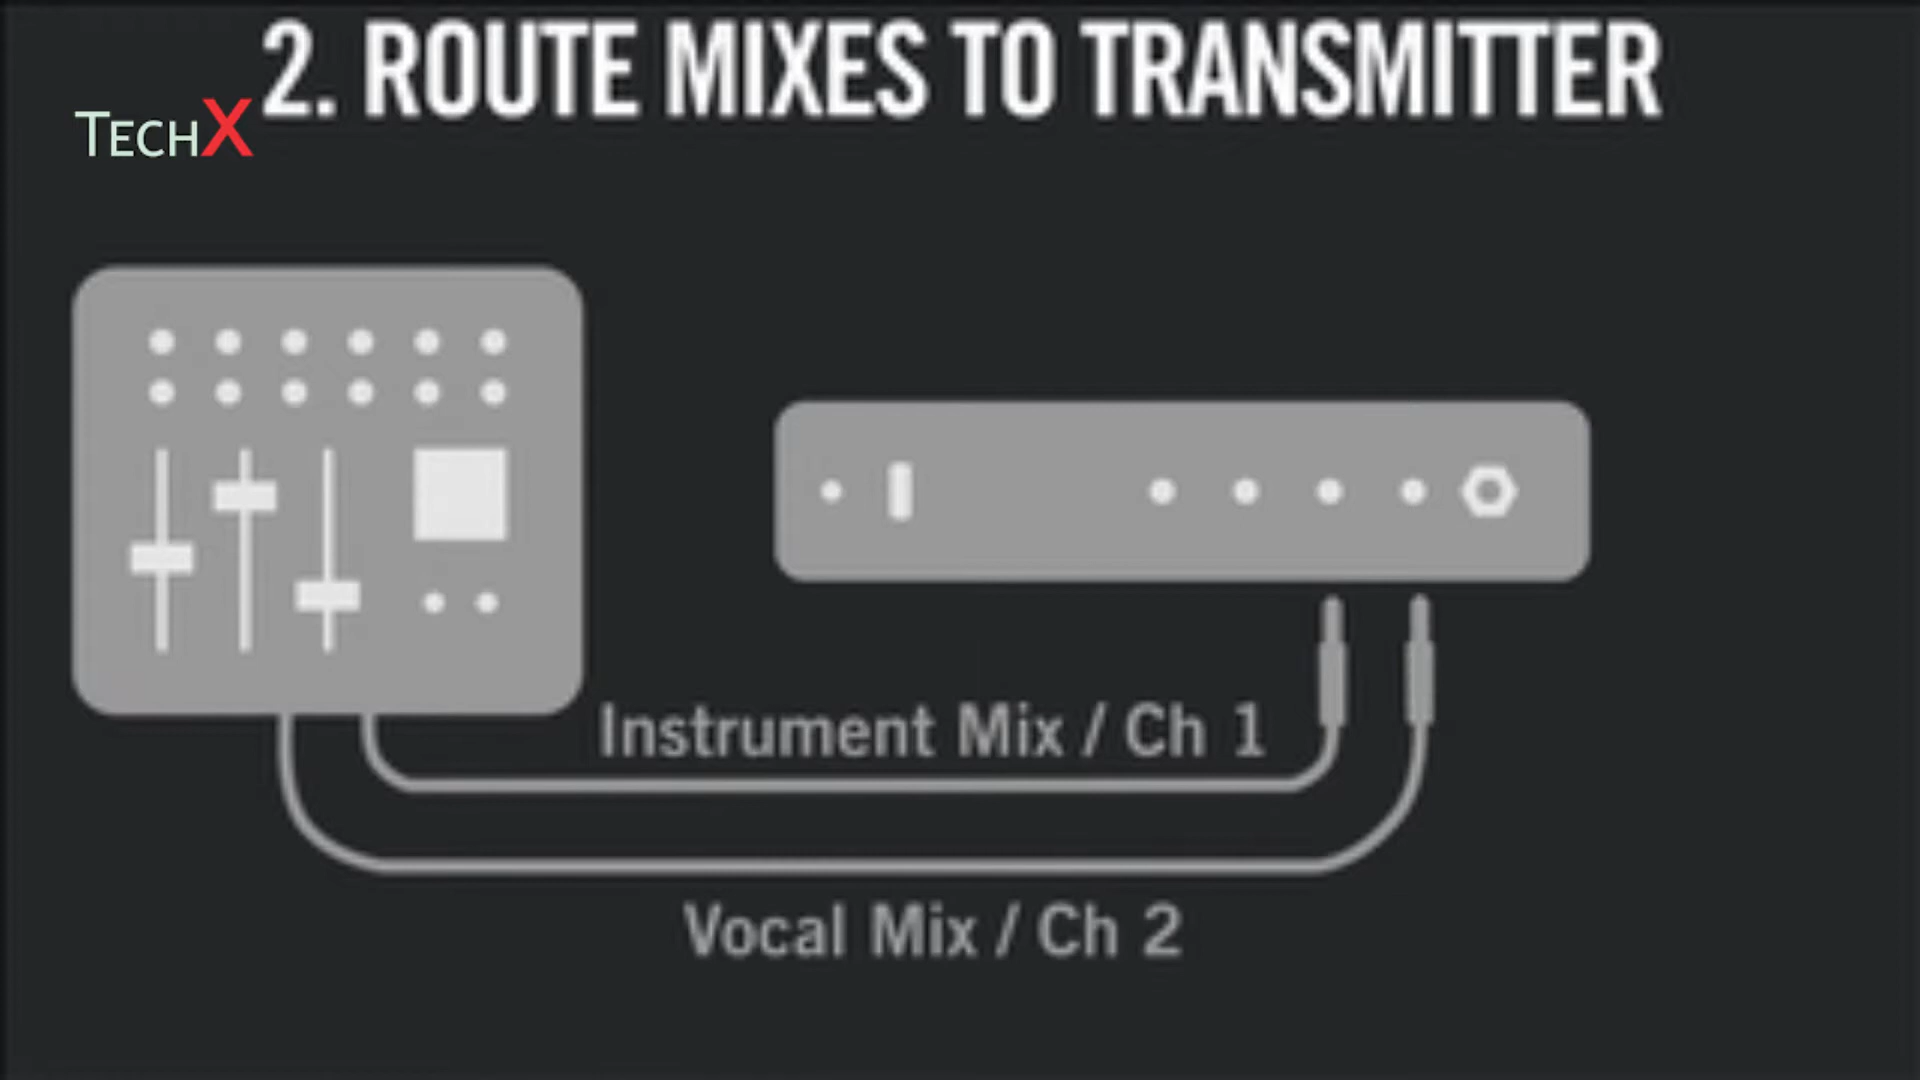 2. ROUTE MIXES TO TRANSMITTER
TECHX
Instrument Mix / Ch 1
Vocal Mix / Ch 2